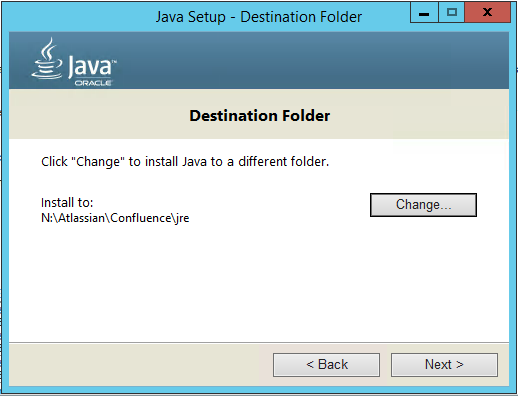 Java Setup - Destination Folder
Java™
ORACLE
Destination Folder
Click "Change" to install Java to a different folder.
Install to:
N:\Atlassian\Confluence\jre
Change...
< Back
Next >